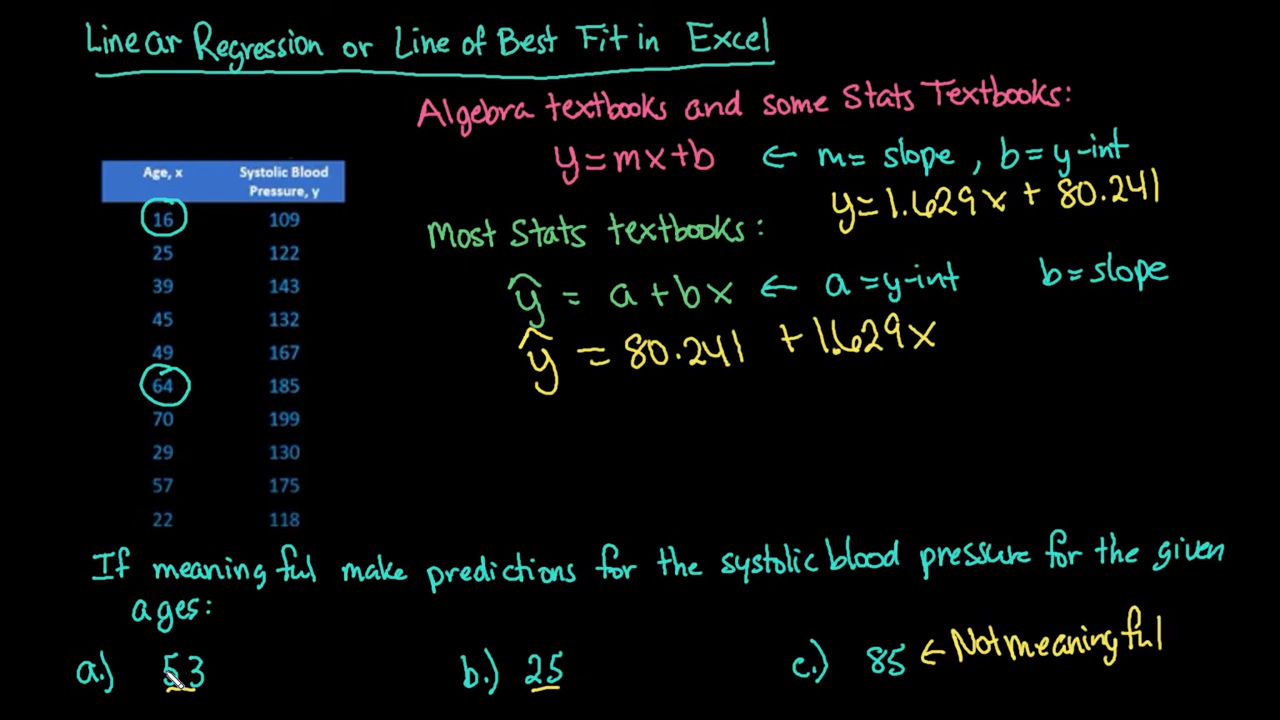 Linear Regression or Line of Best Fit in Excel
Algebra textbooks and some Stats Textbooks:
y=mx+b ← m= slope, b=y-int
y=1.629x + 80.241
Most Stats textbooks:
ŷ = a+bx ← a=y-int b=slope
ŷ = 80.241 + 1.629x
Age, x Systolic Blood
Pressure, y
16 109
25 122
39 143
45 132
49 167
64 185
70 199
29 130
57 175
22 118
If meaningful make predictions for the systolic blood pressure for the given
ages:
a.) 53 b.) 25 c.) 85 ← Not meaningful